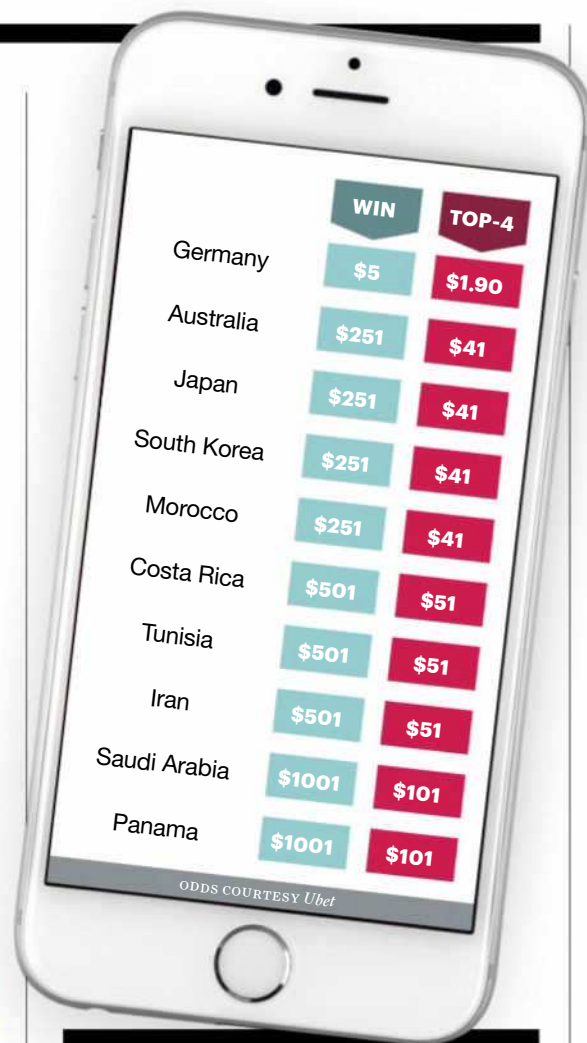 WIN TOP-4
Germany $5 $1.90
Australia $251 $41
Japan $251 $41
South Korea $251 $41
Morocco $251 $41
Costa Rica $501 $51
Tunisia $501 $51
Iran $501 $51
Saudi Arabia $1001 $101
Panama $1001 $101
ODDS COURTESY Ubet